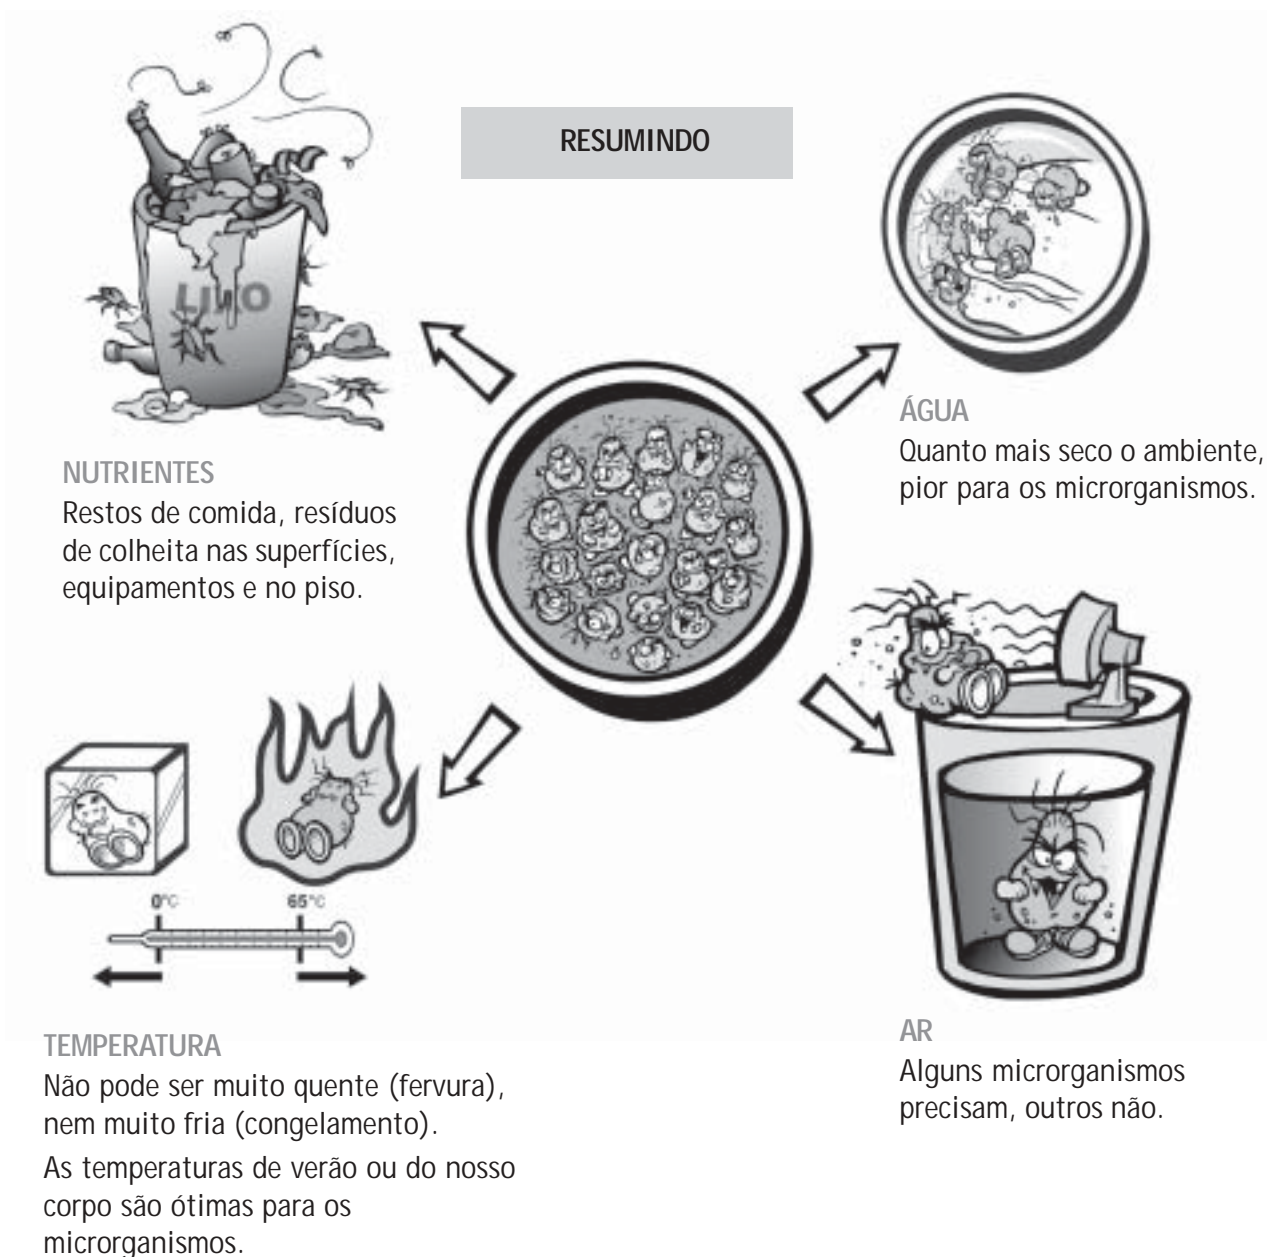 RESUMINDO
LIXO
NUTRIENTES
Restos de comida, resíduos
de colheita nas superfícies,
equipamentos e no piso.
ÁGUA
Quanto mais seco o ambiente,
pior para os microrganismos.
0°C
65°C
TEMPERATURA
Não pode ser muito quente (fervura),
nem muito fria (congelamento).
As temperaturas de verão ou do nosso
corpo são ótimas para os
microrganismos.
AR
Alguns microrganismos
precisam, outros não.